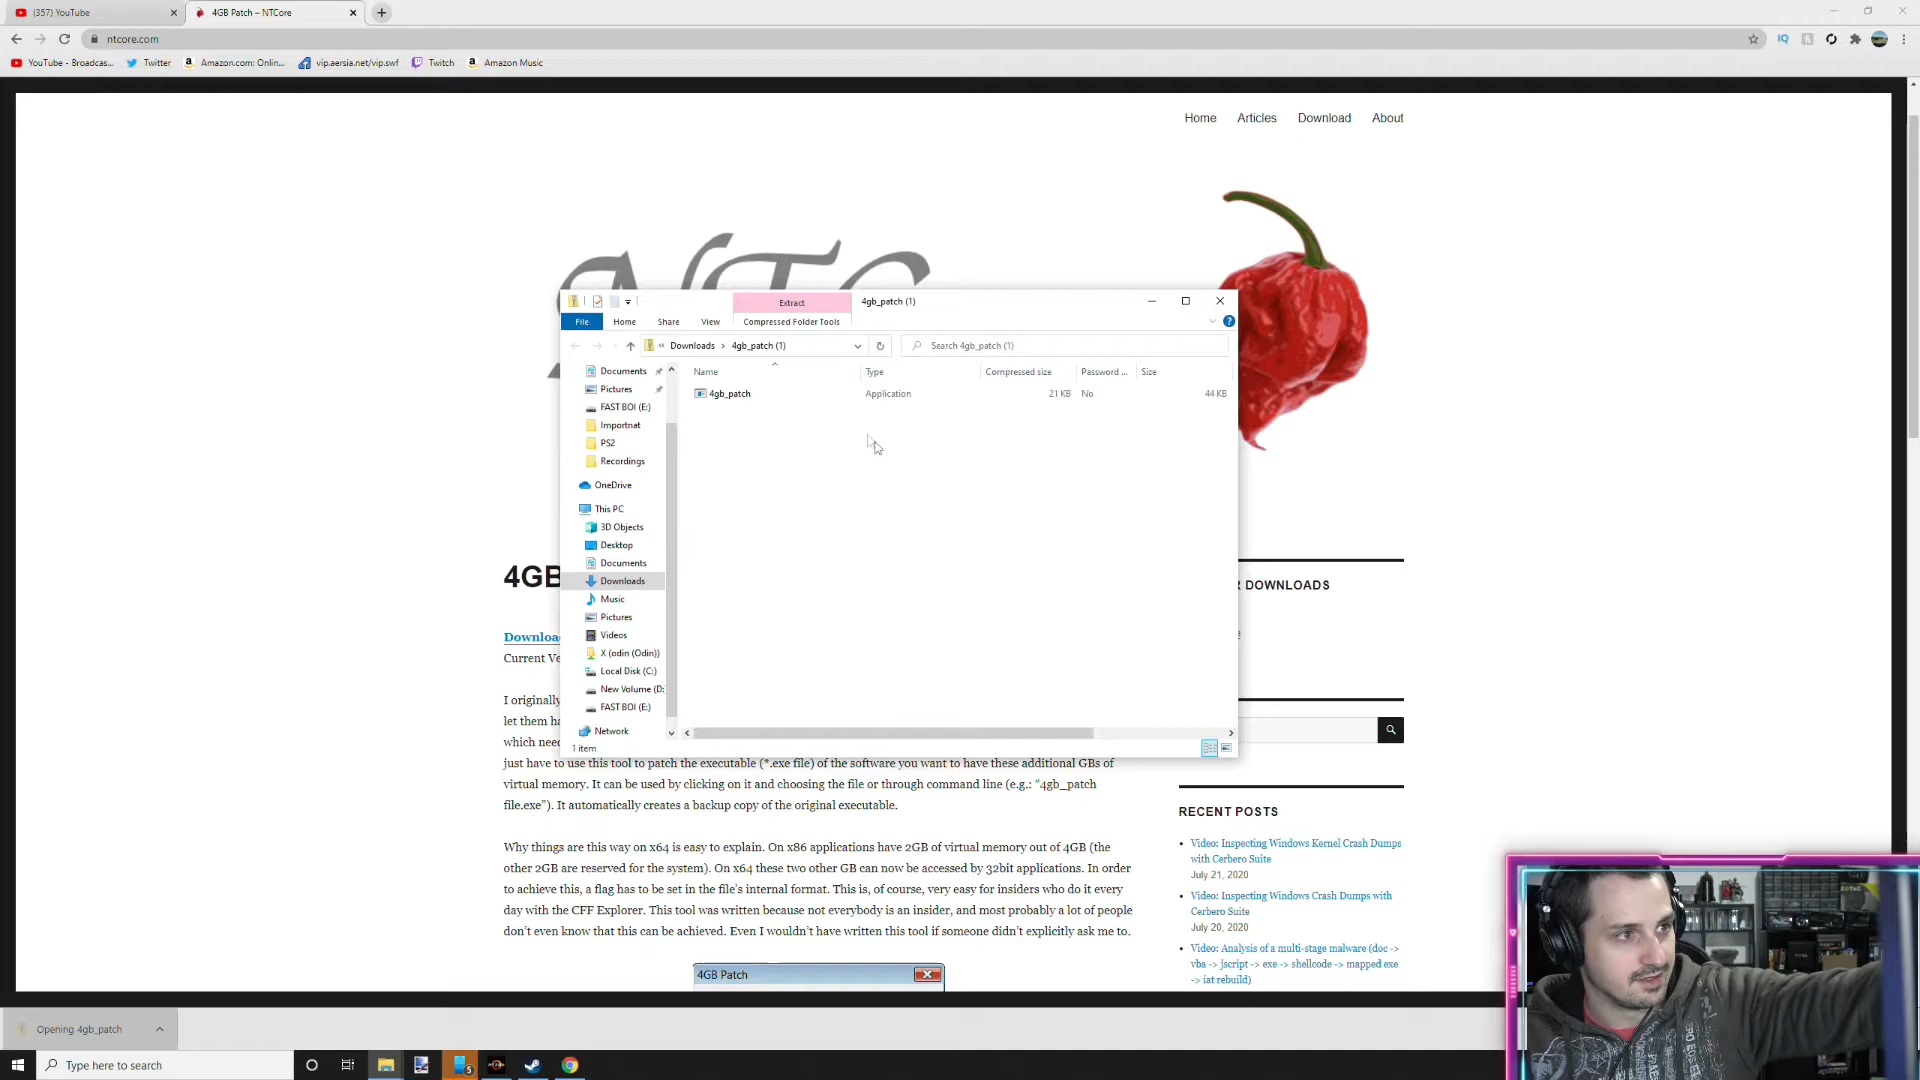 (357) YouTube
4GB Patch – NTCore
ntcore.com
YouTube - Broadcas...
Twitter
Amazon.com: Onlin...
vip.aersia.net/vip.swf
Twitch
Amazon Music
IQ
Home
Articles
Download
About
NTC
Extract
4gb_patch (1)
File
Home
Share
View
Compressed Folder Tools
« Downloads › 4gb_patch (1)
Search 4gb_patch (1)
Name
Type
Compressed size
Password ...
Size
4gb_patch
Application
21 KB
No
44 KB
Documents
Pictures
FAST BOI (E:)
Importnat
PS2
Recordings
OneDrive
This PC
3D Objects
Desktop
Documents
Downloads
Music
Pictures
Videos
X (odin (Odin))
Local Disk (C:)
New Volume (D:
FAST BOI (E:)
Network
1 item
4GB
DOWNLOADS
Downloa
Current Ve
I originally
let them ha
which need
just have to use this tool to patch the executable (*.exe file) of the software you want to have these additional GBs of
virtual memory. It can be used by clicking on it and choosing the file or through command line (e.g.: “4gb_patch
file.exe”). It automatically creates a backup copy of the original executable.
Why things are this way on x64 is easy to explain. On x86 applications have 2GB of virtual memory out of 4GB (the
other 2GB are reserved for the system). On x64 these two other GB can now be accessed by 32bit applications. In order
to achieve this, a flag has to be set in the file’s internal format. This is, of course, very easy for insiders who do it every
day with the CFF Explorer. This tool was written because not everybody is an insider, and most probably a lot of people
don’t even know that this can be achieved. Even I wouldn’t have written this tool if someone didn’t explicitly ask me to.
4GB Patch
RECENT POSTS
Video: Inspecting Windows Kernel Crash Dumps
with Cerbero Suite
July 21, 2020
Video: Inspecting Windows Crash Dumps with
Cerbero Suite
July 20, 2020
Video: Analysis of a multi-stage malware (doc ->
vba -> jscript -> exe -> shellcode -> mapped exe
-> iat rebuild)
Opening 4gb_patch
Type here to search
5